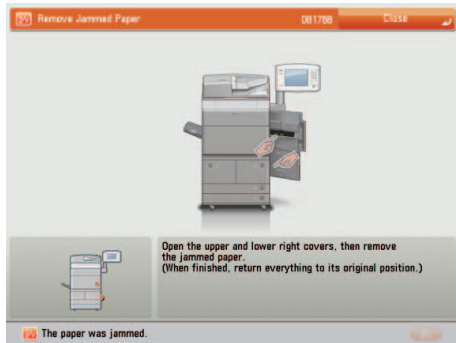 Remove Jammed Paper
081786
Close
Open the upper and lower right covers, then remove
the jammed paper.
(When finished, return everything to its original position.)
The paper was jammed.